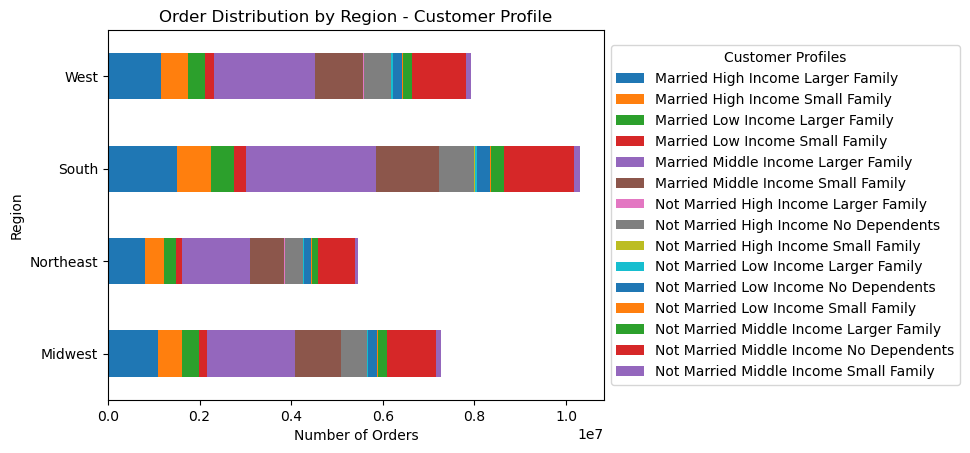 Order Distribution by Region - Customer Profile
Region
West
South
Northeast
Midwest
0.0 0.2 0.4 0.6 0.8 1.0
1e7
Number of Orders
Customer Profiles
Married High Income Larger Family
Married High Income Small Family
Married Low Income Larger Family
Married Low Income Small Family
Married Middle Income Larger Family
Married Middle Income Small Family
Not Married High Income Larger Family
Not Married High Income No Dependents
Not Married High Income Small Family
Not Married Low Income Larger Family
Not Married Low Income No Dependents
Not Married Low Income Small Family
Not Married Middle Income Larger Family
Not Married Middle Income No Dependents
Not Married Middle Income Small Family